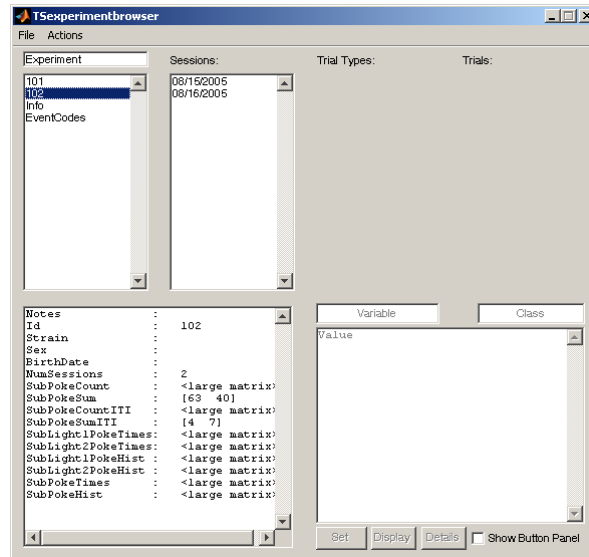 TSexperimentbrowser
File Actions
Experiment
Sessions:
Trial Types:
Trials:
101
102
Info
EventCodes
08/15/2005
08/16/2005
Notes :
Id : 102
Strain :
Sex :
BirthDate :
NumSessions : 2
SubPokeCount : <large matrix>
SubPokeSum : [63 40]
SubPokeCountITI : <large matrix>
SubPokeSumITI : [4 7]
SubLight1PokeTimes: <large matrix>
SubLight2PokeTimes: <large matrix>
SubLight1PokeHist : <large matrix>
SubLight2PokeHist : <large matrix>
SubPokeTimes : <large matrix>
SubPokeHist : <large matrix>
Variable
Class
Value
Set Display Details Show Button Panel